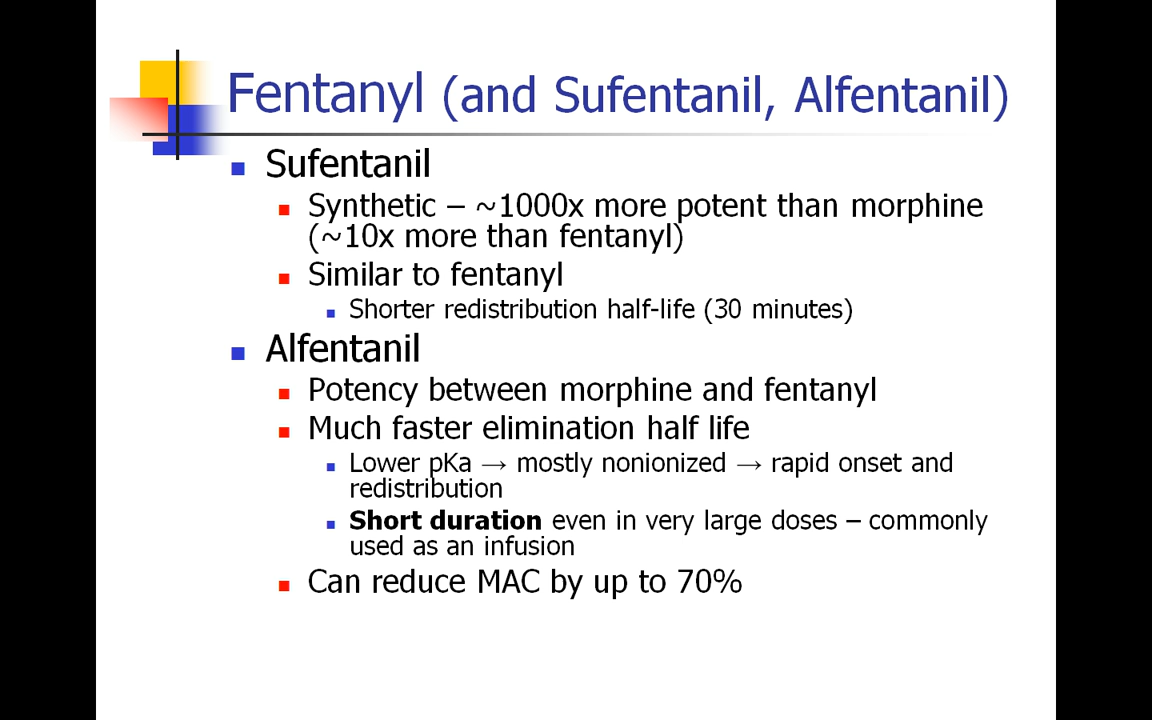 Fentanyl (and Sufentanil, Alfentanil)
Sufentanil
Synthetic – ~1000x more potent than morphine
(~10x more than fentanyl)
Similar to fentanyl
Shorter redistribution half-life (30 minutes)
Alfentanil
Potency between morphine and fentanyl
Much faster elimination half life
Lower pKa → mostly nonionized → rapid onset and
redistribution
Short duration even in very large doses – commonly
used as an infusion
Can reduce MAC by up to 70%